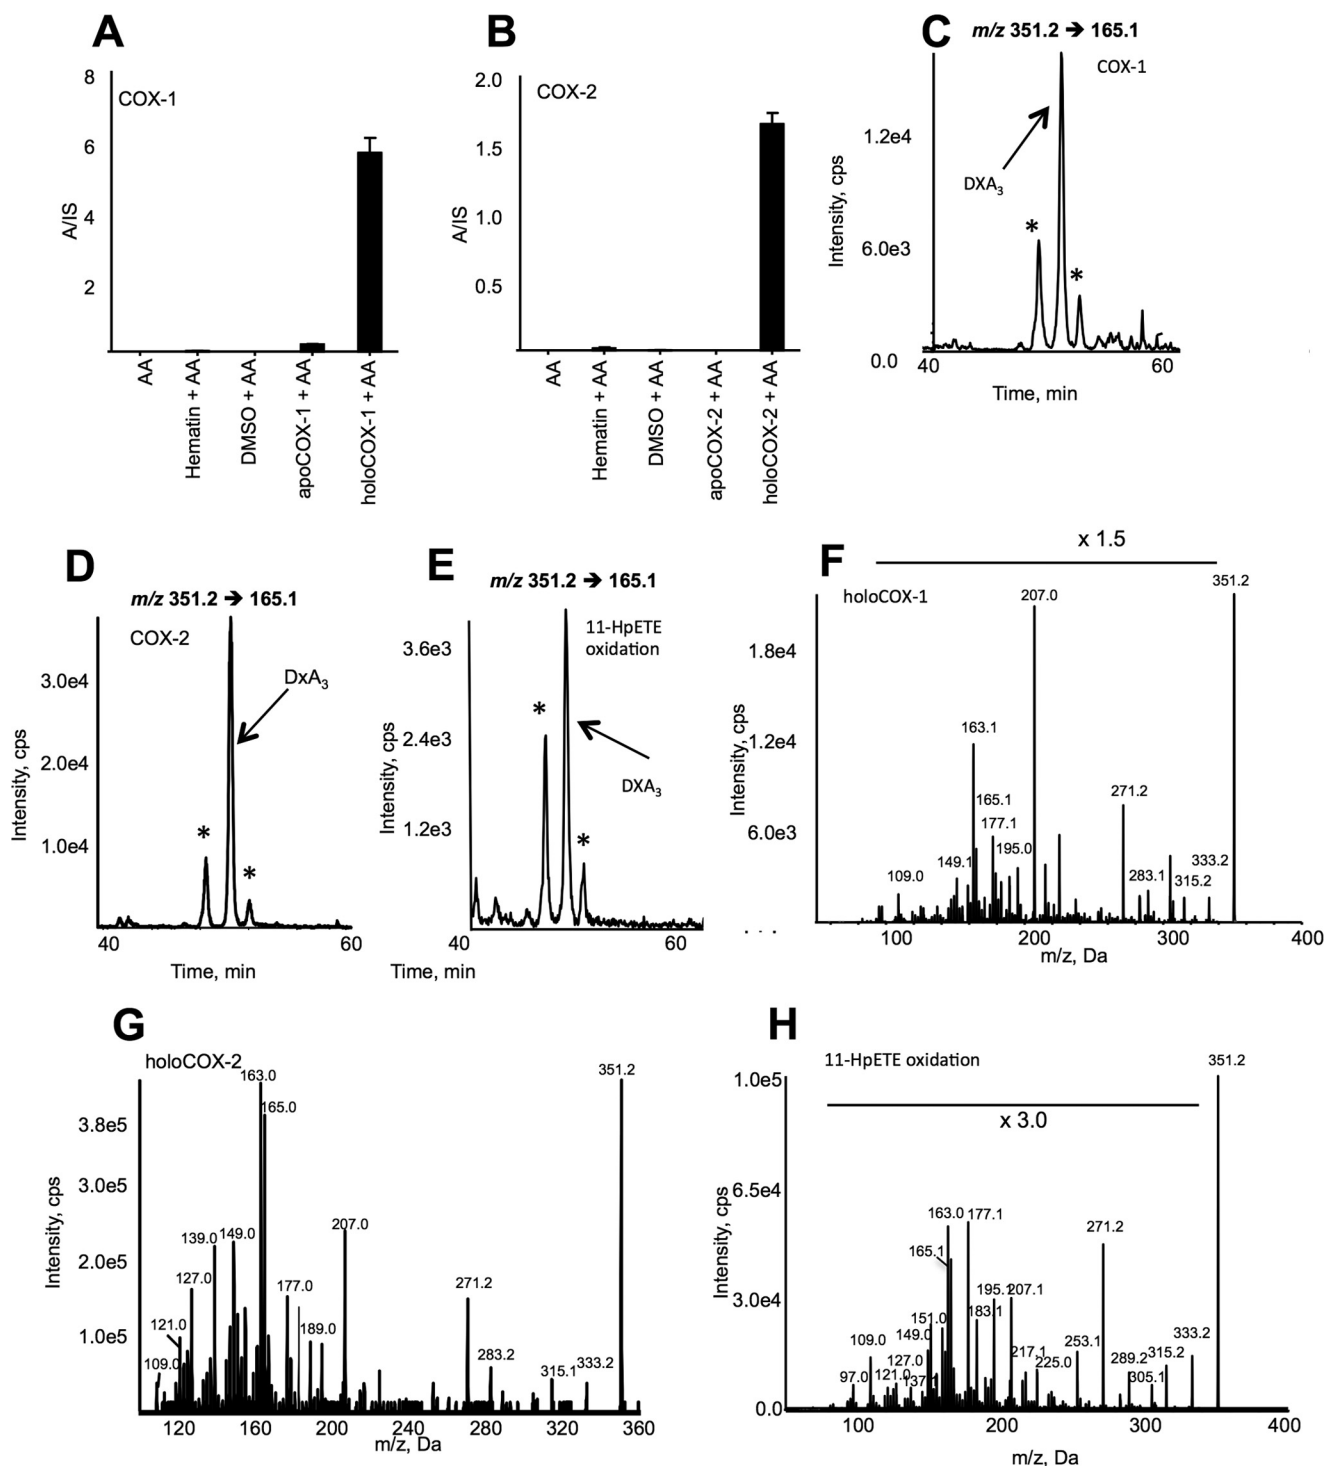 A
COX-1
8
6
4
2
A/IS
AA
Hematin + AA
DMSO + AA
apoCOX-1 + AA
holoCOX-1 + AA
B
COX-2
2.0
1.5
1.0
0.5
A/IS
AA
Hematin + AA
DMSO + AA
apoCOX-2 + AA
holoCOX-2 + AA
C
m/z 351.2 ➔ 165.1
COX-1
1.2e4
6.0e3
0.0
Intensity, cps
DXA3
*
*
40
60
Time, min
D
m/z 351.2 ➔ 165.1
COX-2
3.0e4
2.0e4
1.0e4
Intensity, cps
DxA3
*
*
40
60
Time, min
E
m/z 351.2 ➔ 165.1
11-HpETE
oxidation
3.6e3
2.4e3
1.2e3
Intensity, cps
DXA3
*
*
40
60
Time, min
F
x 1.5
holoCOX-1
351.2
207.0
1.8e4
1.2e4
6.0e3
Intensity, cps
163.1
165.1
177.1
195.0
149.1
109.0
271.2
283.1
315.2
333.2
100
200
300
400
m/z, Da
G
holoCOX-2
163.0
165.0
351.2
3.8e5
3.0e5
2.0e5
1.0e5
Intensity, cps
139.0
149.0
207.0
127.0
177.0
121.0
189.0
109.0
271.2
283.2
315.1
333.2
120
160
200
240
280
320
360
m/z, Da
H
11-HpETE oxidation
351.2
1.0e5
x 3.0
6.5e4
3.0e4
0.0
Intensity, cps
163.0
177.1
165.1
271.2
195.1
207.1
151.0
183.1
149.0
109.0
217.1
253.1
333.2
315.2
127.0
225.0
289.2
97.0
121.0
137.1
305.1
100
200
300
400
m/z, Da